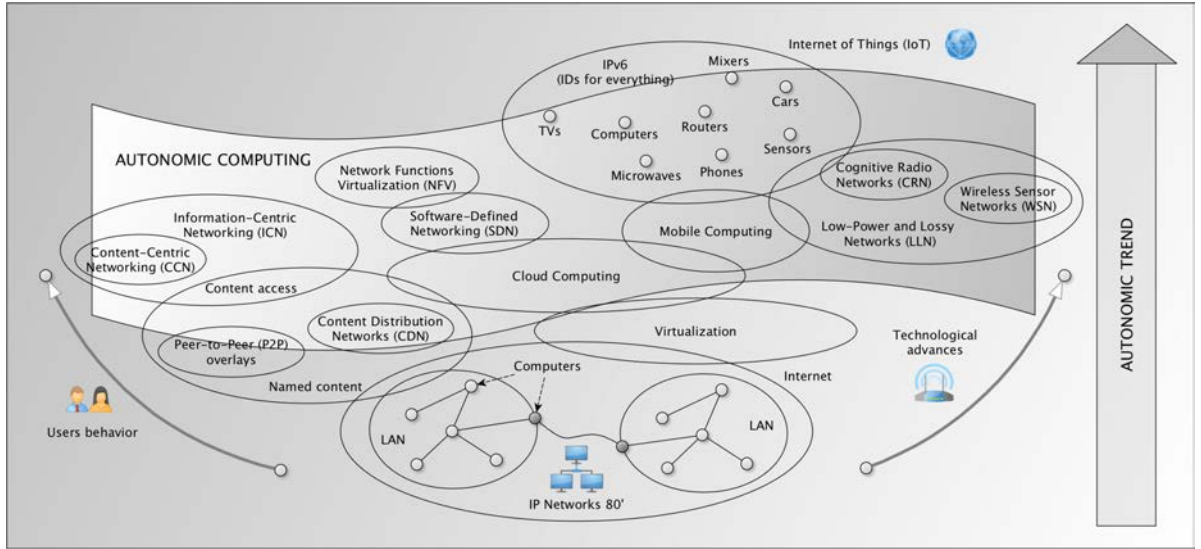 Internet of Things (IoT)
IPv6
(IDs for everything)
Mixers
Cars
TVs
Computers
Routers
Sensors
Microwaves
Phones
AUTONOMIC COMPUTING
Network Functions
Virtualization (NFV)
Cognitive Radio
Networks (CRN)
Wireless Sensor
Networks (WSN)
Information-Centric
Networking (ICN)
Software-Defined
Networking (SDN)
Mobile Computing
Low-Power and Lossy
Networks (LLN)
Content-Centric
Networking (CCN)
Content access
Cloud Computing
Content Distribution
Networks (CDN)
Virtualization
Peer-to-Peer (P2P)
overlays
Technological
advances
Named content
Computers
Internet
Users behavior
LAN
LAN
IP Networks 80'
AUTONOMIC TREND